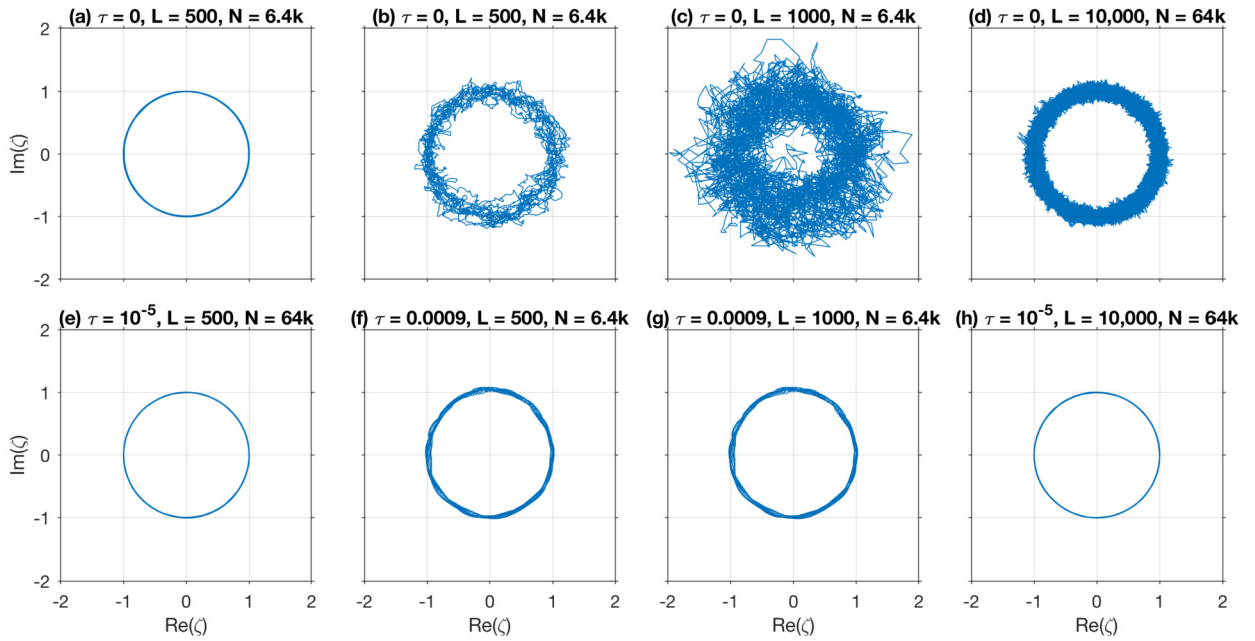 (a) τ = 0, L = 500, N = 6.4k
(b) τ = 0, L = 500, N = 6.4k
(c) τ = 0, L = 1000, N = 6.4k
(d) τ = 0, L = 10,000, N = 64k
2
1
0
-1
-2
Im(ζ)
(e) τ = 10⁻⁵, L = 500, N = 64k
(f) τ = 0.0009, L = 500, N = 6.4k
(g) τ = 0.0009, L = 1000, N = 6.4k
(h) τ = 10⁻⁵, L = 10,000, N = 64k
2
1
0
-1
-2
Im(ζ)
-2 -1 0 1 2
-2 -1 0 1 2
-2 -1 0 1 2
-2 -1 0 1 2
Re(ζ)
Re(ζ)
Re(ζ)
Re(ζ)